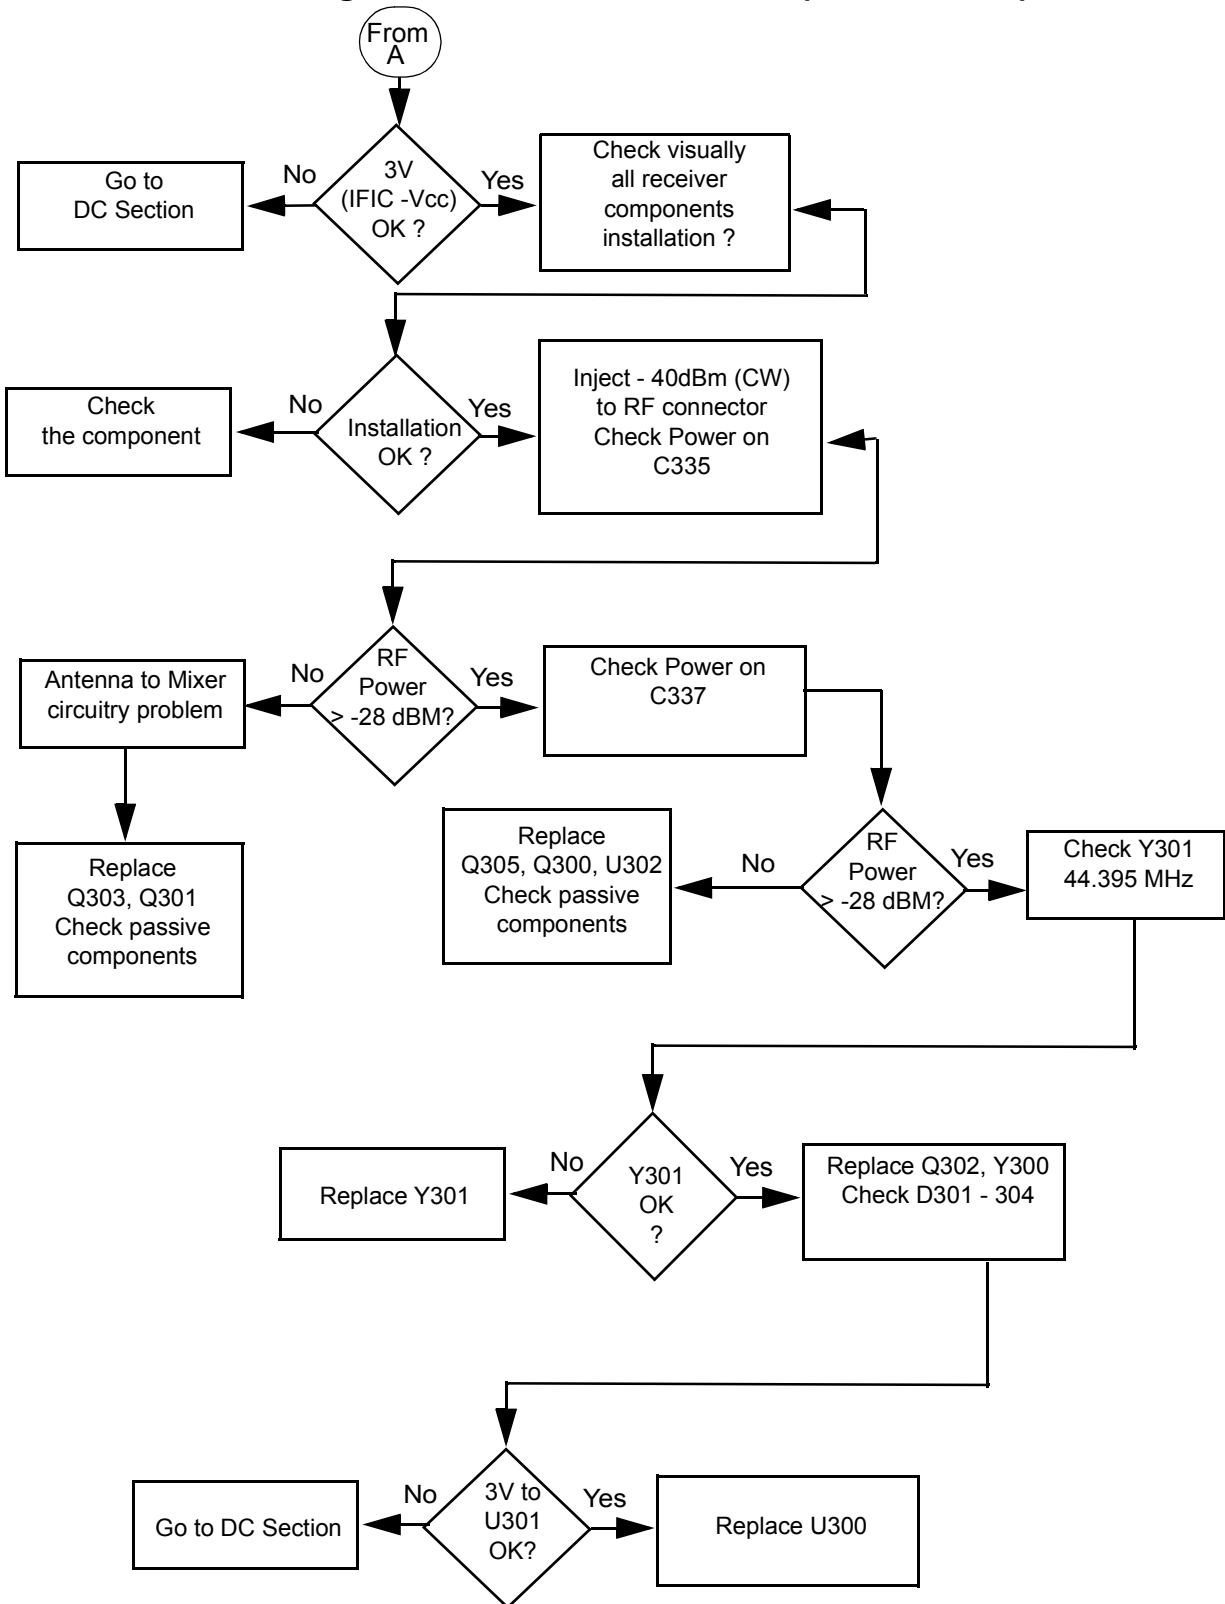 From
A
No
3V
(IFIC -Vcc)
OK ?
Yes
Go to
DC Section
Check visually
all receiver
components
installation ?
Check
the component
No
Installation
OK ?
Yes
Inject - 40dBm (CW)
to RF connector
Check Power on
C335
Antenna to Mixer
circuitry problem
No
RF
Power
> -28 dBM?
Yes
Check Power on
C337
Replace
Q303, Q301
Check passive
components
Replace
Q305, Q300, U302
Check passive
components
No
RF
Power
> -28 dBM?
Yes
Check Y301
44.395 MHz
Replace Y301
No
Y301
OK
?
Yes
Replace Q302, Y300
Check D301 - 304
Go to DC Section
No
3V to
U301
OK?
Yes
Replace U300